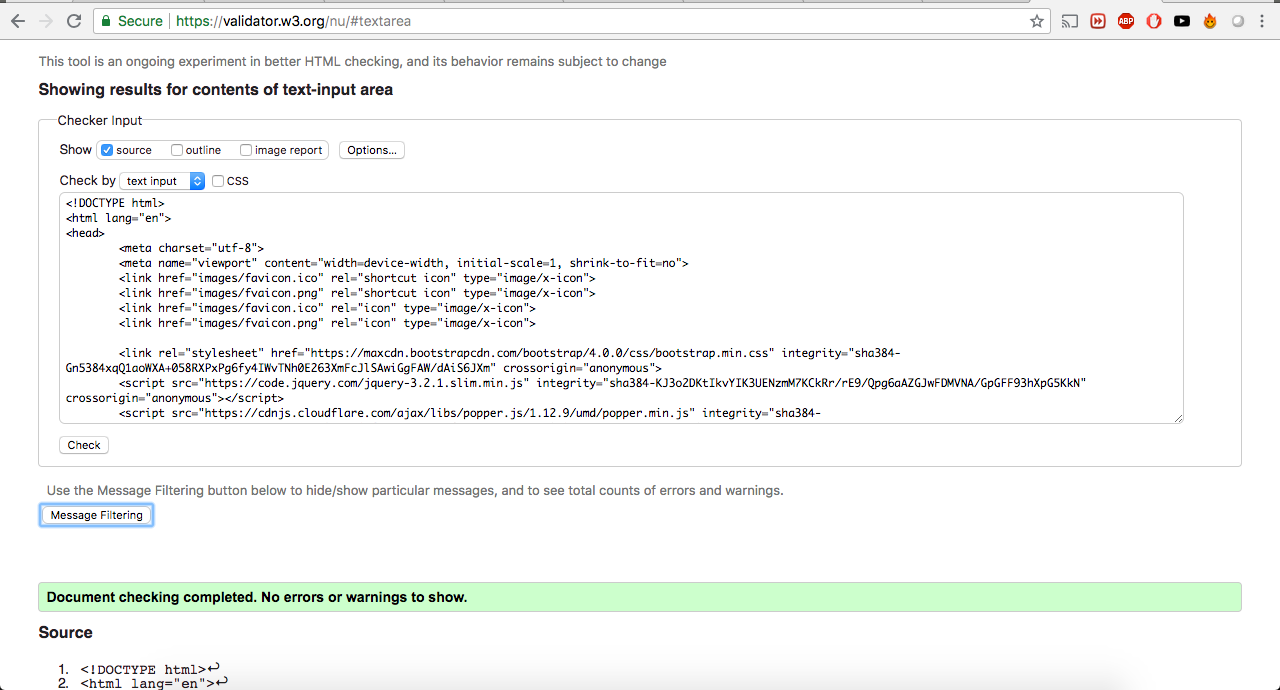 Secure https://validator.w3.org/nu/#textarea
ABP
This tool is an ongoing experiment in better HTML checking, and its behavior remains subject to change
Showing results for contents of text-input area
Checker Input
Show source outline image report Options...
Check by text input CSS
<!DOCTYPE html>
<html lang="en">
<head>
<meta charset="utf-8">
<meta name="viewport" content="width=device-width, initial-scale=1, shrink-to-fit=no">
<link href="images/favicon.ico" rel="shortcut icon" type="image/x-icon">
<link href="images/fvaicon.png" rel="shortcut icon" type="image/x-icon">
<link href="images/favicon.ico" rel="icon" type="image/x-icon">
<link href="images/fvaicon.png" rel="icon" type="image/x-icon">
<link rel="stylesheet" href="https://maxcdn.bootstrapcdn.com/bootstrap/4.0.0/css/bootstrap.min.css" integrity="sha384-
Gn5384xqQ1aoWXA+058RXPxPg6fy4IWvTNh0E263XmFcJlSAwiGgFAW/dAiS6JXm" crossorigin="anonymous">
<script src="https://code.jquery.com/jquery-3.2.1.slim.min.js" integrity="sha384-KJ3o2DKtIkvYIK3UENzmM7KCkRr/rE9/Qpg6aAZGJwFDMVNA/GpGFF93hXpG5KkN"
crossorigin="anonymous"></script>
<script src="https://cdnjs.cloudflare.com/ajax/libs/popper.js/1.12.9/umd/popper.min.js" integrity="sha384-
Check
Use the Message Filtering button below to hide/show particular messages, and to see total counts of errors and warnings.
Message Filtering
Document checking completed. No errors or warnings to show.
Source
1. <!DOCTYPE html>↩
2. <html lang="en">↩